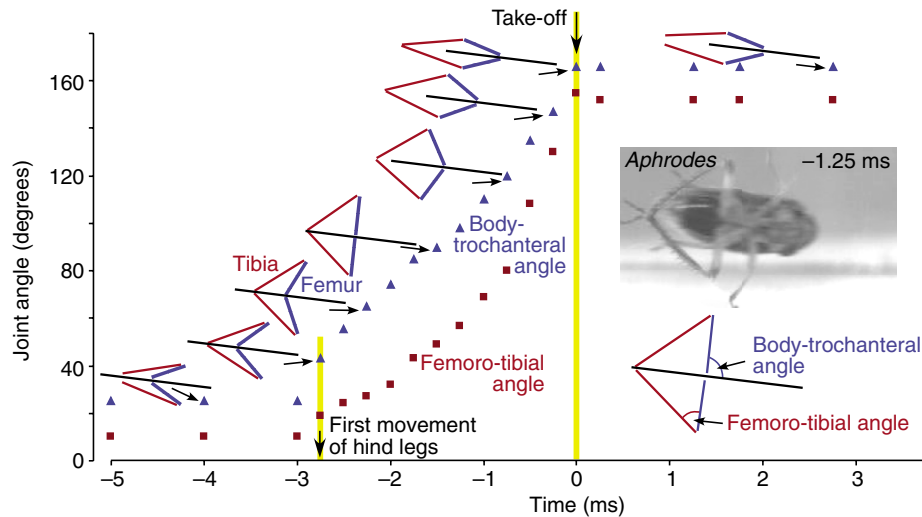 Take-off
160
120
80
40
0
Joint angle (degrees)
Tibia
Femur
Body-
trochanteral
angle
Femoro-tibial
angle
First movement
of hind legs
Aphrodes
–1.25 ms
Body-trochanteral
angle
Femoro-tibial angle
–5 –4 –3 –2 –1 0 1 2 3
Time (ms)